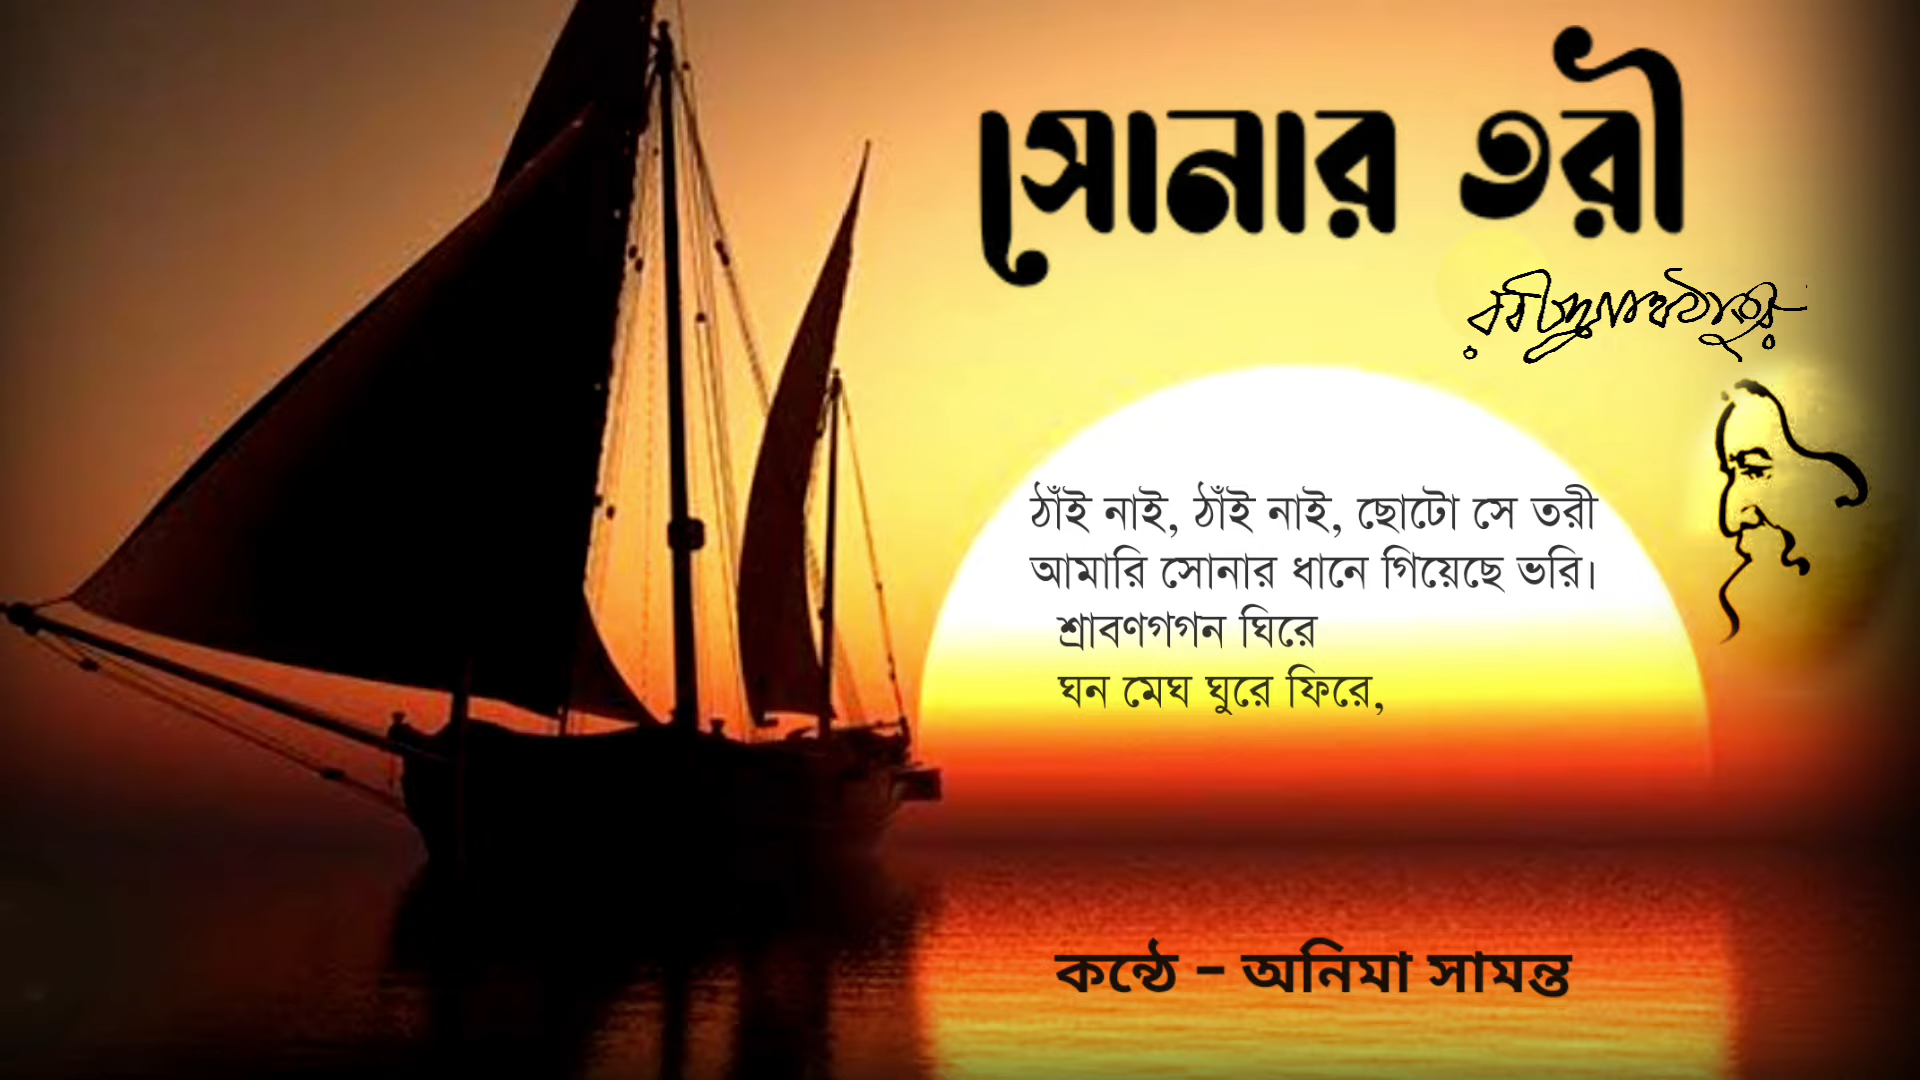 সোনার তরী
রবীন্দ্রনাথ ঠাকুর
ঠাঁই নাই, ঠাঁই নাই, ছোটো সে তরী
আমারি সোনার ধানে গিয়েছে ভরি।
শ্রাবণগগন ঘিরে
ঘন মেঘ ঘুরে ফিরে,
কন্ঠে - অনিমা সামন্ত